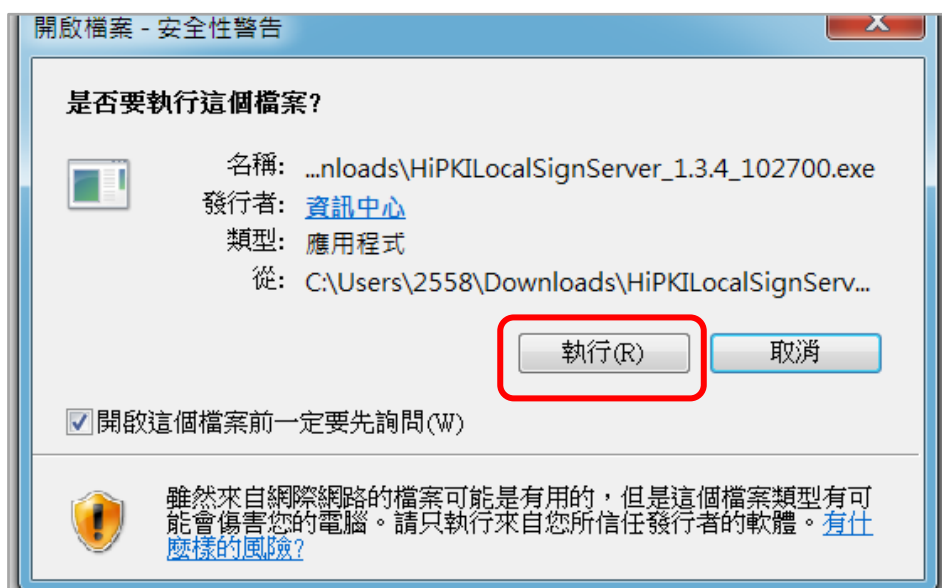 開啟檔案 - 安全性警告
是否要執行這個檔案?
名稱: ...nloads\HiPKILocalSignServer_1.3.4_102700.exe
發行者: 資訊中心
類型: 應用程式
從: C:\Users\2558\Downloads\HiPKILocalSignServ...
執行(R) 取消
開啟這個檔案前一定要先詢問(W)
雖然來自網際網路的檔案可能是有用的，但是這個檔案類型有可
能會傷害您的電腦。請只執行來自您所信任發行者的軟體。有什
麼樣的風險?